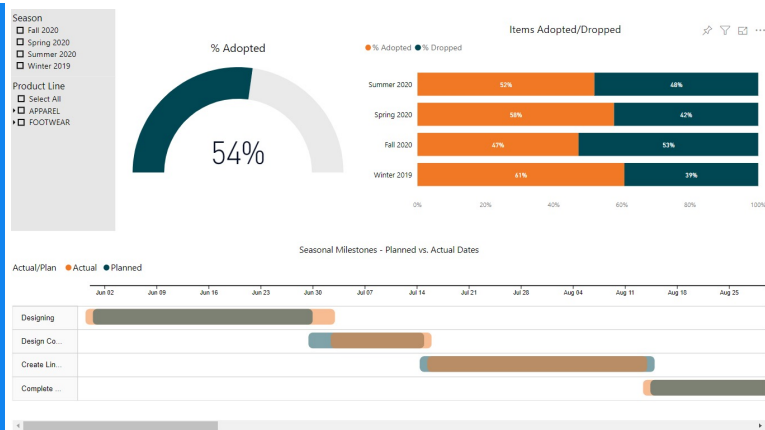 Season
Fall 2020
Spring 2020
Summer 2020
Winter 2019
Product Line
Select All
APPAREL
FOOTWEAR
% Adopted
54%
Items Adopted/Dropped
% Adopted % Dropped
Summer 2020 52% 48%
Spring 2020 58% 42%
Fall 2020 47% 53%
Winter 2019 61% 39%
0% 20% 40% 60% 80% 100%
Seasonal Milestones - Planned vs. Actual Dates
Actual/Plan Actual Planned
Jun 02 Jun 09 Jun 16 Jun 23 Jun 30 Jul 07 Jul 14 Jul 21 Jul 28 Aug 04 Aug 11 Aug 18 Aug 25
Designing
Design Co...
Create Lin...
Complete ...